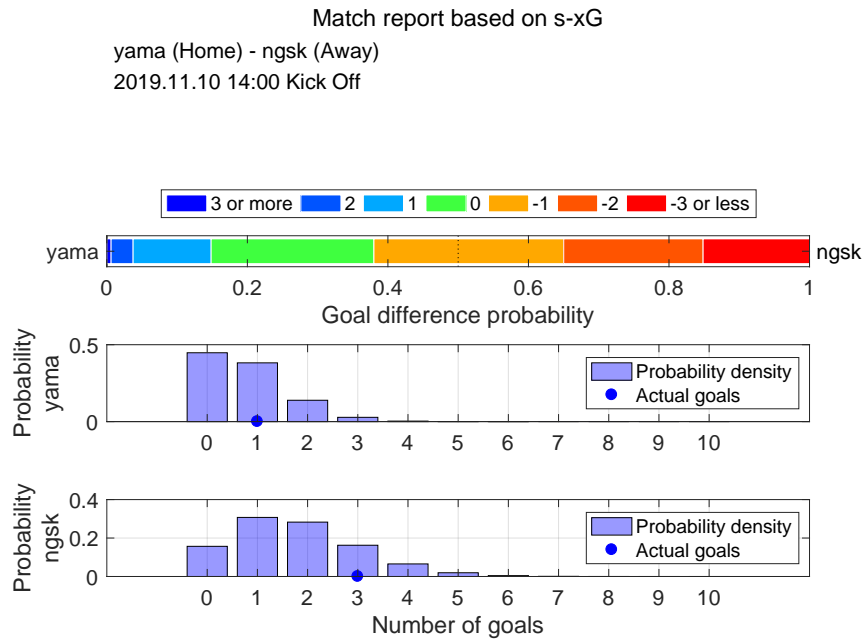 Match report based on s-xG
yama (Home) - ngsk (Away)
2019.11.10 14:00 Kick Off
3 or more 2 1 0 -1 -2 -3 or less
yama ngsk
0 0.2 0.4 0.6 0.8 1
Goal difference probability
Probability
yama
0.5
0
Probability density
Actual goals
0 1 2 3 4 5 6 7 8 9 10
Probability
ngsk
0.4
0.2
0
Probability density
Actual goals
0 1 2 3 4 5 6 7 8 9 10
Number of goals